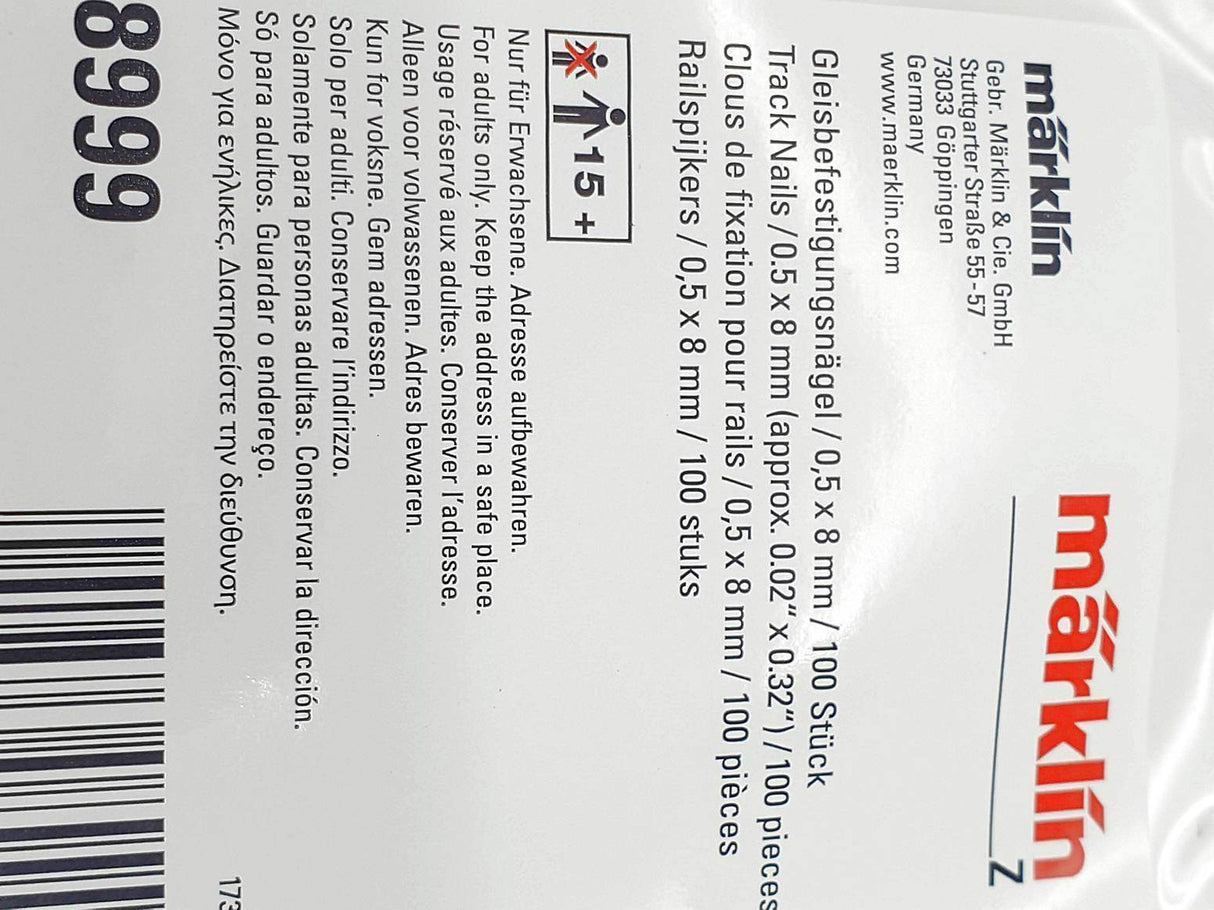 märklín
Gebr. Märklin & Cie. GmbH
Stuttgarter Straße 55-57
73033 Göppingen
Germany
www.maerklin.com
märklín
Z
Gleisbefestigungsnägel / 0,5 x 8 mm / 100 Stück
Track Nails / 0.5 x 8 mm (approx. 0.02“ x 0.32“) / 100 pieces
Clous de fixation pour rails / 0,5 x 8 mm / 100 pièces
Railspijkers / 0,5 x 8 mm / 100 stuks
15 +
Nur für Erwachsene. Adresse aufbewahren.
For adults only. Keep the address in a safe place.
Usage réservé aux adultes. Conserver l’adresse.
Alleen voor volwassenen. Adres bewaren.
Kun for voksne. Gem adressen.
Solo per adulti. Conservare l’indirizzo.
Solamente para personas adultas. Conservar la dirección.
Só para adultos. Guardar o endereço.
Μόνο για ενήλικες. Διατηρείστε την διεύθυνση.
8999